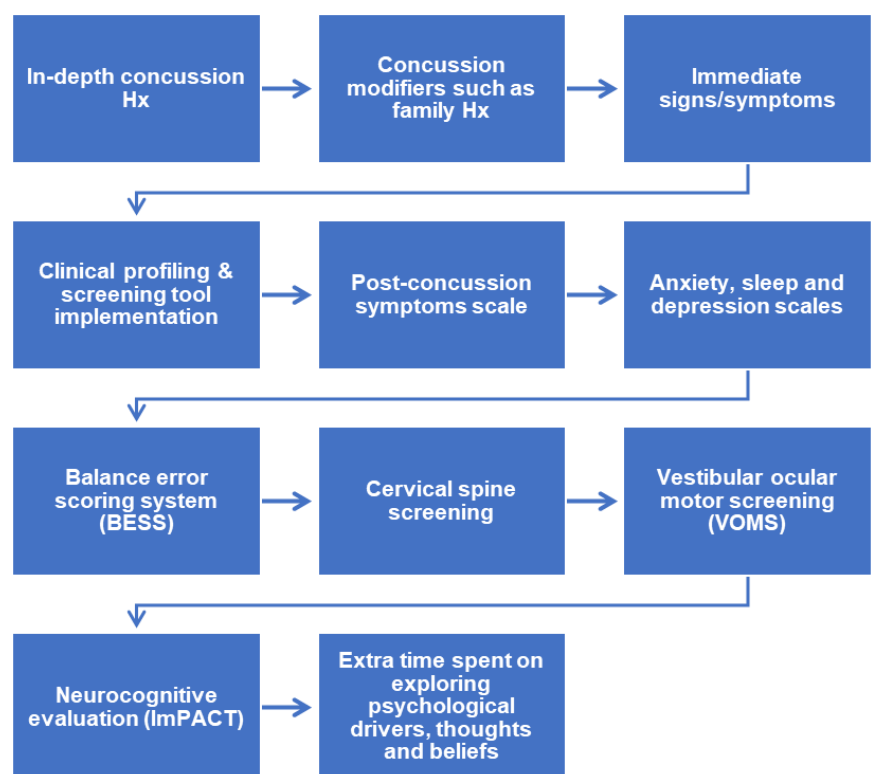 In-depth concussion
Hx
Concussion
modifiers such as
family Hx
Immediate
signs/symptoms
Clinical profiling &
screening tool
implementation
Post-concussion
symptoms scale
Anxiety, sleep and
depression scales
Balance error
scoring system
(BESS)
Cervical spine
screening
Vestibular ocular
motor screening
(VOMS)
Neurocognitive
evaluation (ImPACT)
Extra time spent on
exploring
psychological
drivers, thoughts
and beliefs